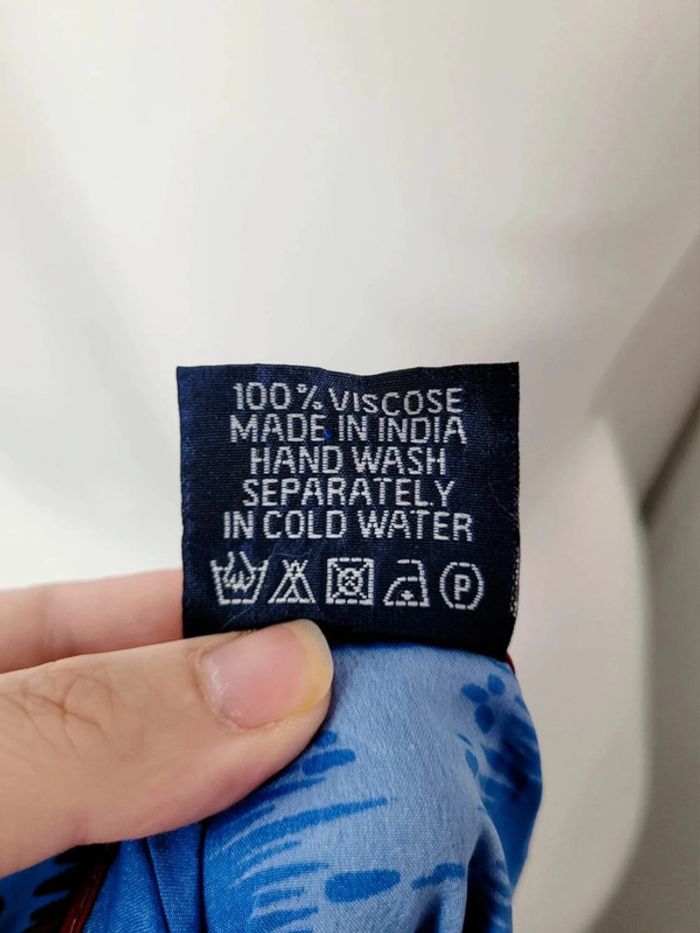 100% VISCOSE
MADE IN INDIA
HAND WASH
SEPARATELY
IN COLD WATER
P